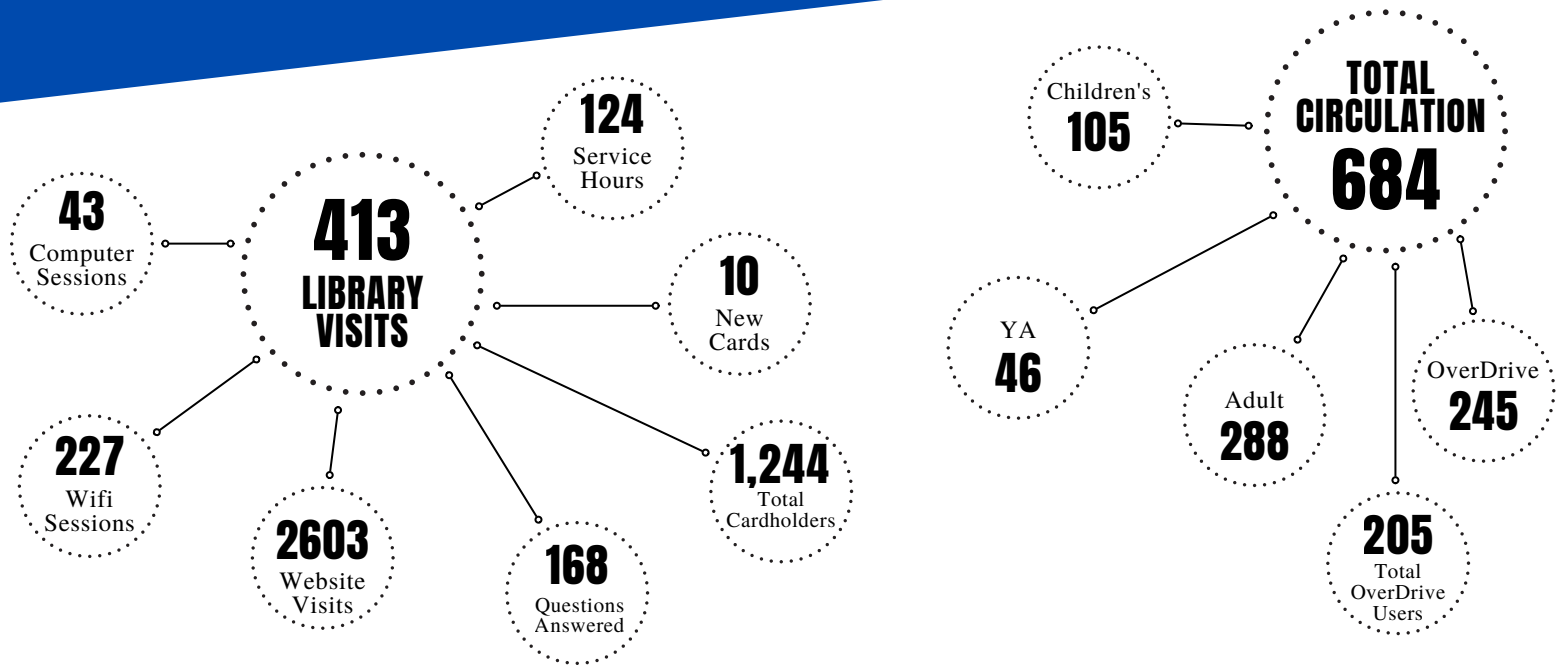 124
Service
Hours
43
Computer
Sessions
413
LIBRARY
VISITS
10
New
Cards
227
Wifi
Sessions
2603
Website
Visits
168
Questions
Answered
1,244
Total
Cardholders
TOTAL
CIRCULATION
684
Children's
105
YA
46
Adult
288
OverDrive
245
205
Total
OverDrive
Users